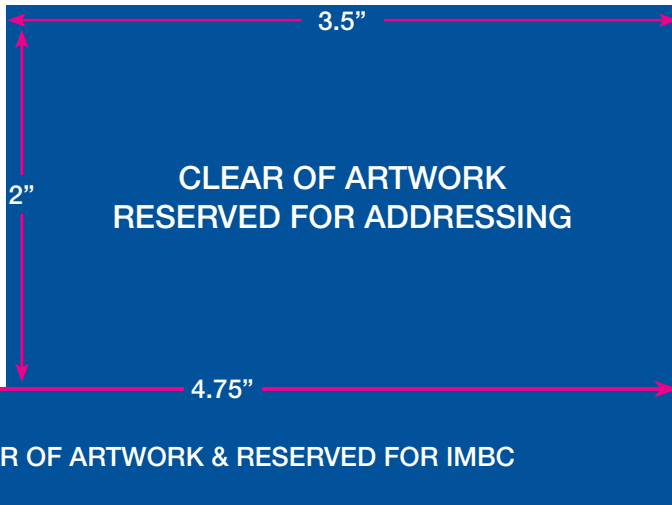 3.5”
CLEAR OF ARTWORK
2”
RESERVED FOR ADDRESSING
4.75”
R OF ARTWORK & RESERVED FOR IMBC